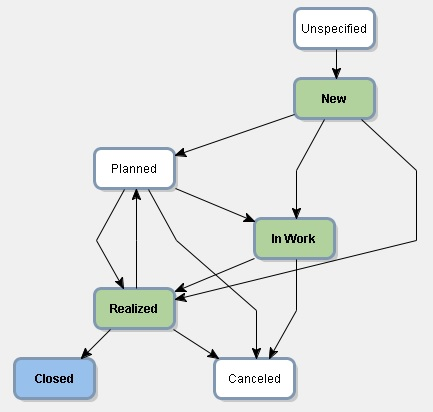 Unspecified
New
Planned
In Work
Realized
Closed
Canceled